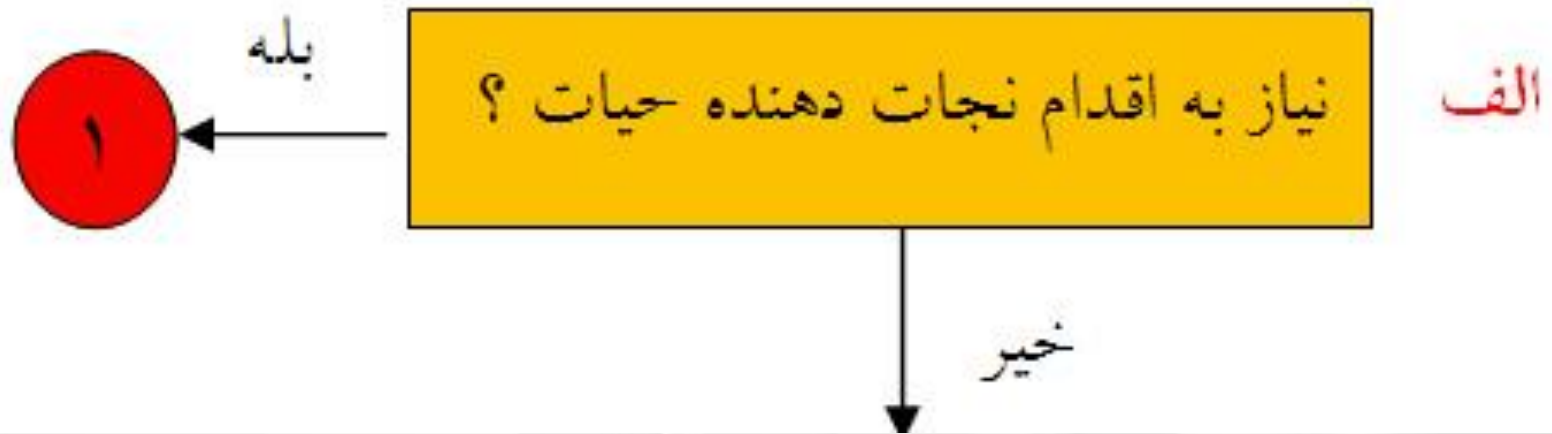 الف
نیاز به اقدام نجات دهنده حیات ؟
بله
۱
خیر